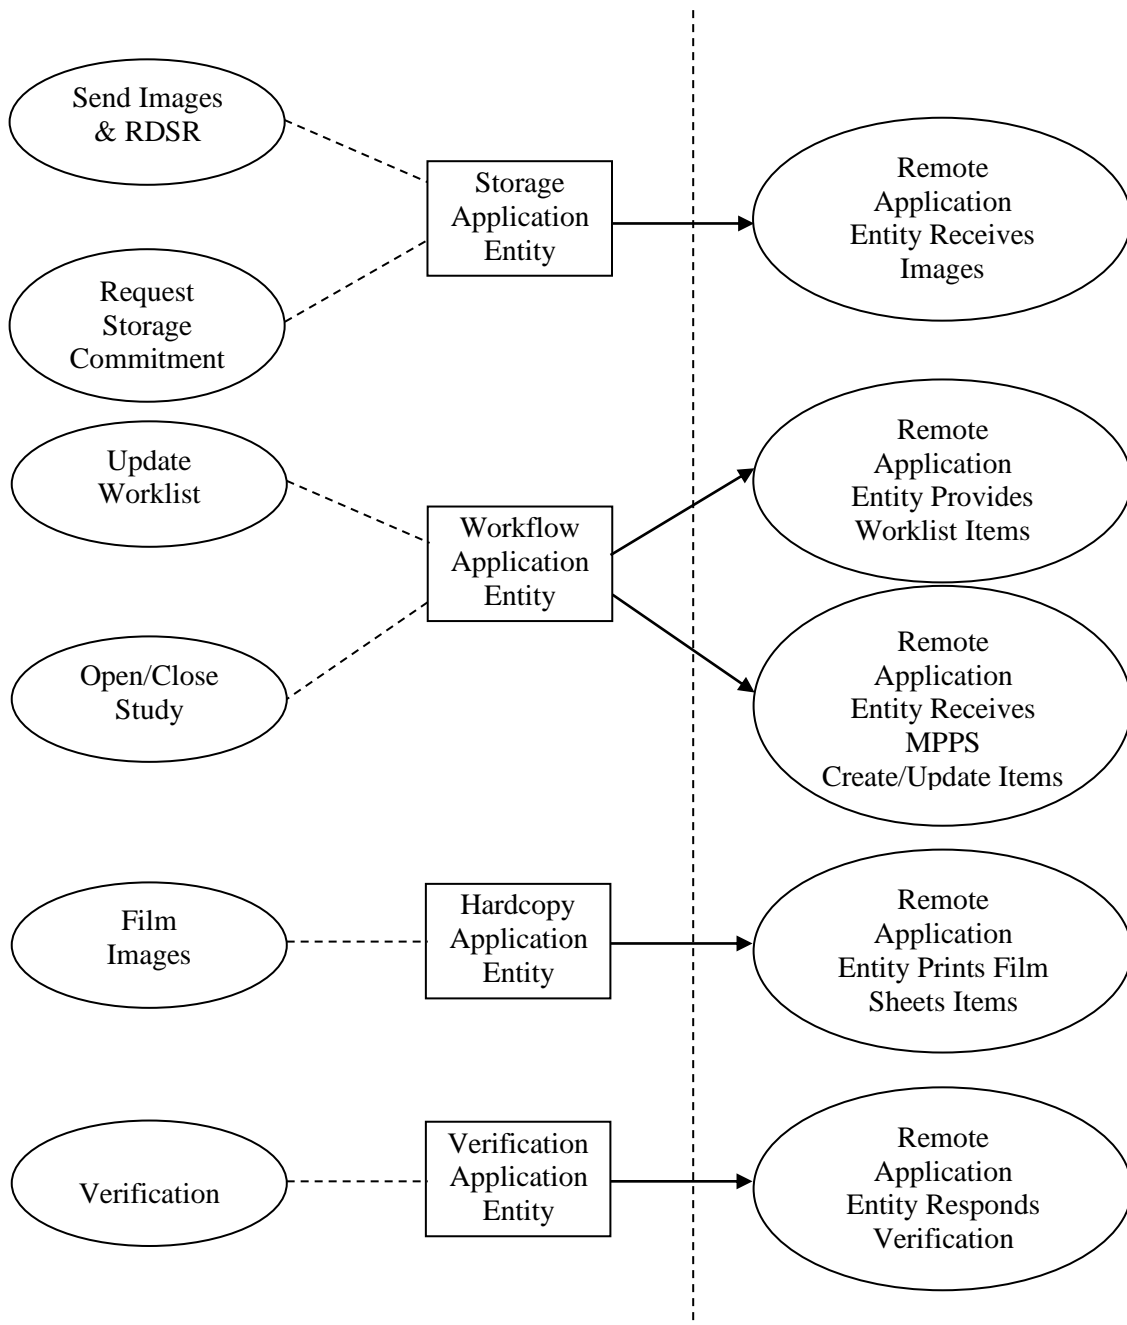 Send Images
& RDSR
Storage
Application
Entity
Remote
Application
Entity Receives
Images
Request
Storage
Commitment
Update
Worklist
Workflow
Application
Entity
Remote
Application
Entity Provides
Worklist Items
Open/Close
Study
Remote
Application
Entity Receives
MPPS
Create/Update Items
Film
Images
Hardcopy
Application
Entity
Remote
Application
Entity Prints Film
Sheets Items
Verification
Verification
Application
Entity
Remote
Application
Entity Responds
Verification